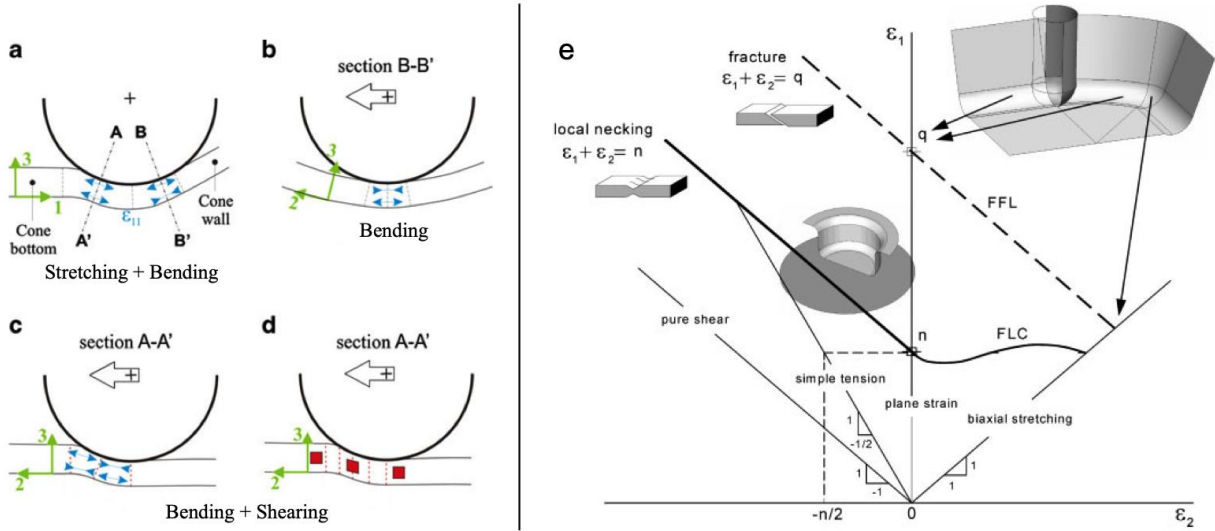 a
A B
3
1
ε11
Cone
bottom
Cone
wall
A'
B'
Stretching + Bending
b
section B-B'
3
2
Bending
c
section A-A'
3
2
d
section A-A'
3
2
Bending + Shearing
e
ε1
fracture
ε1 + ε2 = q
local necking
ε1 + ε2 = n
q
FFL
pure shear
n
FLC
simple tension
plane strain
biaxial stretching
1
-1/2
1
-1
1
1
-n/2
0
ε2